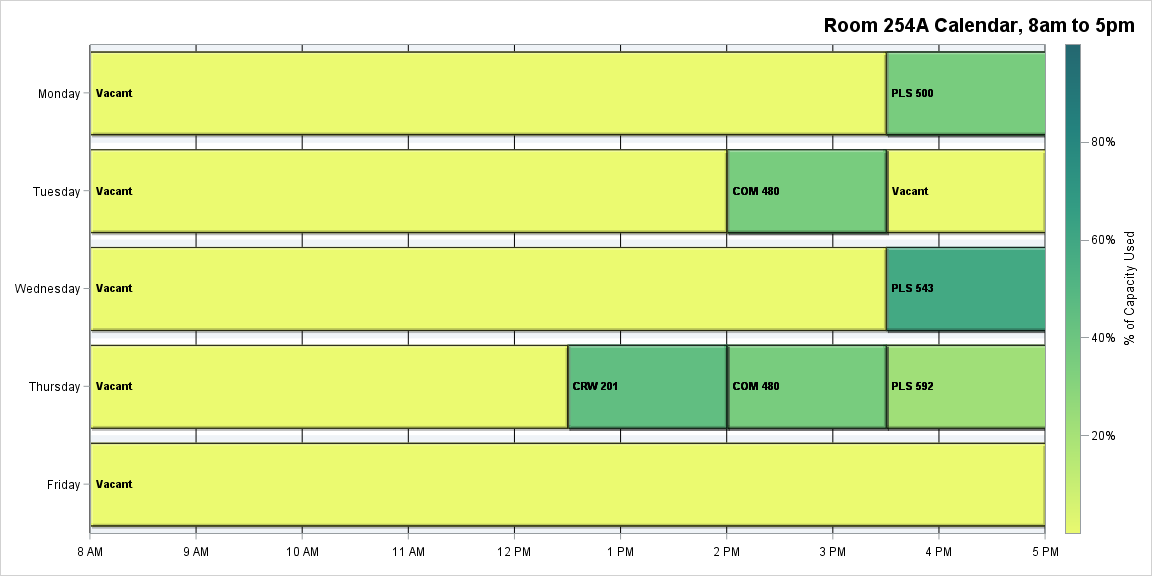 Room 254A Calendar, 8am to 5pm
Monday
Vacant
PLS 500
Tuesday
Vacant
COM 480
Vacant
Wednesday
Vacant
PLS 543
Thursday
Vacant
CRW 201
COM 480
PLS 592
Friday
Vacant
8 AM
9 AM
10 AM
11 AM
12 PM
1 PM
2 PM
3 PM
4 PM
5 PM
80%
60%
40%
20%
% of Capacity Used